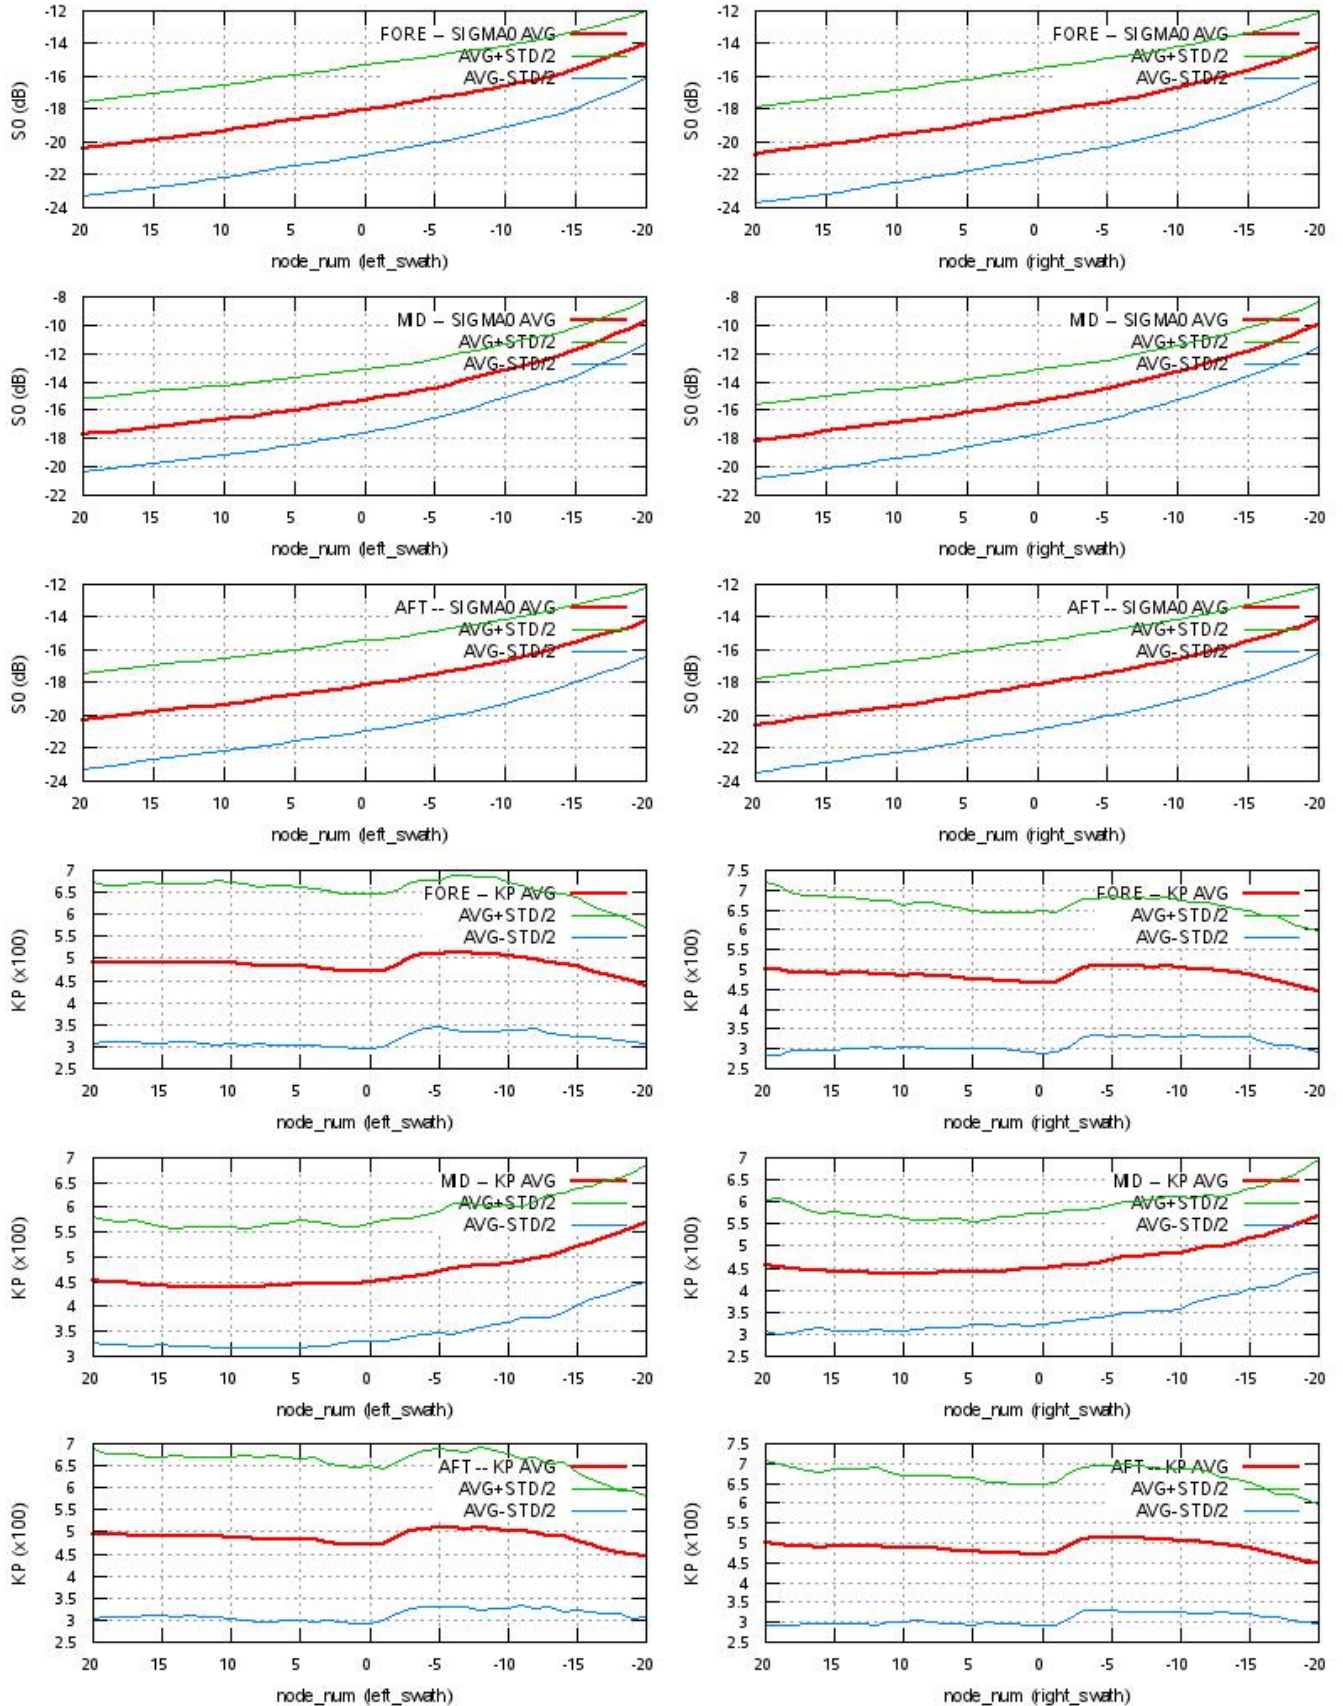 -12
-14
-16
-18
-20
-22
-24
S0 (dB)
FORE -- SIGMA0 AVG
AVG+STD/2
AVG-STD/2
20 15 10 5 0 -5 -10 -15 -20
node_num (left_swath)
-12
-14
-16
-18
-20
-22
-24
S0 (dB)
FORE -- SIGMA0 AVG
AVG+STD/2
AVG-STD/2
20 15 10 5 0 -5 -10 -15 -20
node_num (right_swath)
-8
-10
-12
-14
-16
-18
-20
-22
S0 (dB)
MID -- SIGMA0 AVG
AVG+STD/2
AVG-STD/2
20 15 10 5 0 -5 -10 -15 -20
node_num (left_swath)
-8
-10
-12
-14
-16
-18
-20
-22
S0 (dB)
MID -- SIGMA0 AVG
AVG+STD/2
AVG-STD/2
20 15 10 5 0 -5 -10 -15 -20
node_num (right_swath)
-12
-14
-16
-18
-20
-22
-24
S0 (dB)
AFT -- SIGMA0 AVG
AVG+STD/2
AVG-STD/2
20 15 10 5 0 -5 -10 -15 -20
node_num (left_swath)
-12
-14
-16
-18
-20
-22
-24
S0 (dB)
AFT -- SIGMA0 AVG
AVG+STD/2
AVG-STD/2
20 15 10 5 0 -5 -10 -15 -20
node_num (right_swath)
7
6.5
6
5.5
5
4.5
4
3.5
3
2.5
KP (x100)
FORE -- KP AVG
AVG+STD/2
AVG-STD/2
20 15 10 5 0 -5 -10 -15 -20
node_num (left_swath)
7.5
7
6.5
6
5.5
5
4.5
4
3.5
3
2.5
KP (x100)
FORE -- KP AVG
AVG+STD/2
AVG-STD/2
20 15 10 5 0 -5 -10 -15 -20
node_num (right_swath)
7
6.5
6
5.5
5
4.5
4
3.5
3
KP (x100)
MID -- KP AVG
AVG+STD/2
AVG-STD/2
20 15 10 5 0 -5 -10 -15 -20
node_num (left_swath)
7
6.5
6
5.5
5
4.5
4
3.5
3
2.5
KP (x100)
MID -- KP AVG
AVG+STD/2
AVG-STD/2
20 15 10 5 0 -5 -10 -15 -20
node_num (right_swath)
7
6.5
6
5.5
5
4.5
4
3.5
3
2.5
KP (x100)
AFT -- KP AVG
AVG+STD/2
AVG-STD/2
20 15 10 5 0 -5 -10 -15 -20
node_num (left_swath)
7.5
7
6.5
6
5.5
5
4.5
4
3.5
3
2.5
KP (x100)
AFT -- KP AVG
AVG+STD/2
AVG-STD/2
20 15 10 5 0 -5 -10 -15 -20
node_num (right_swath)